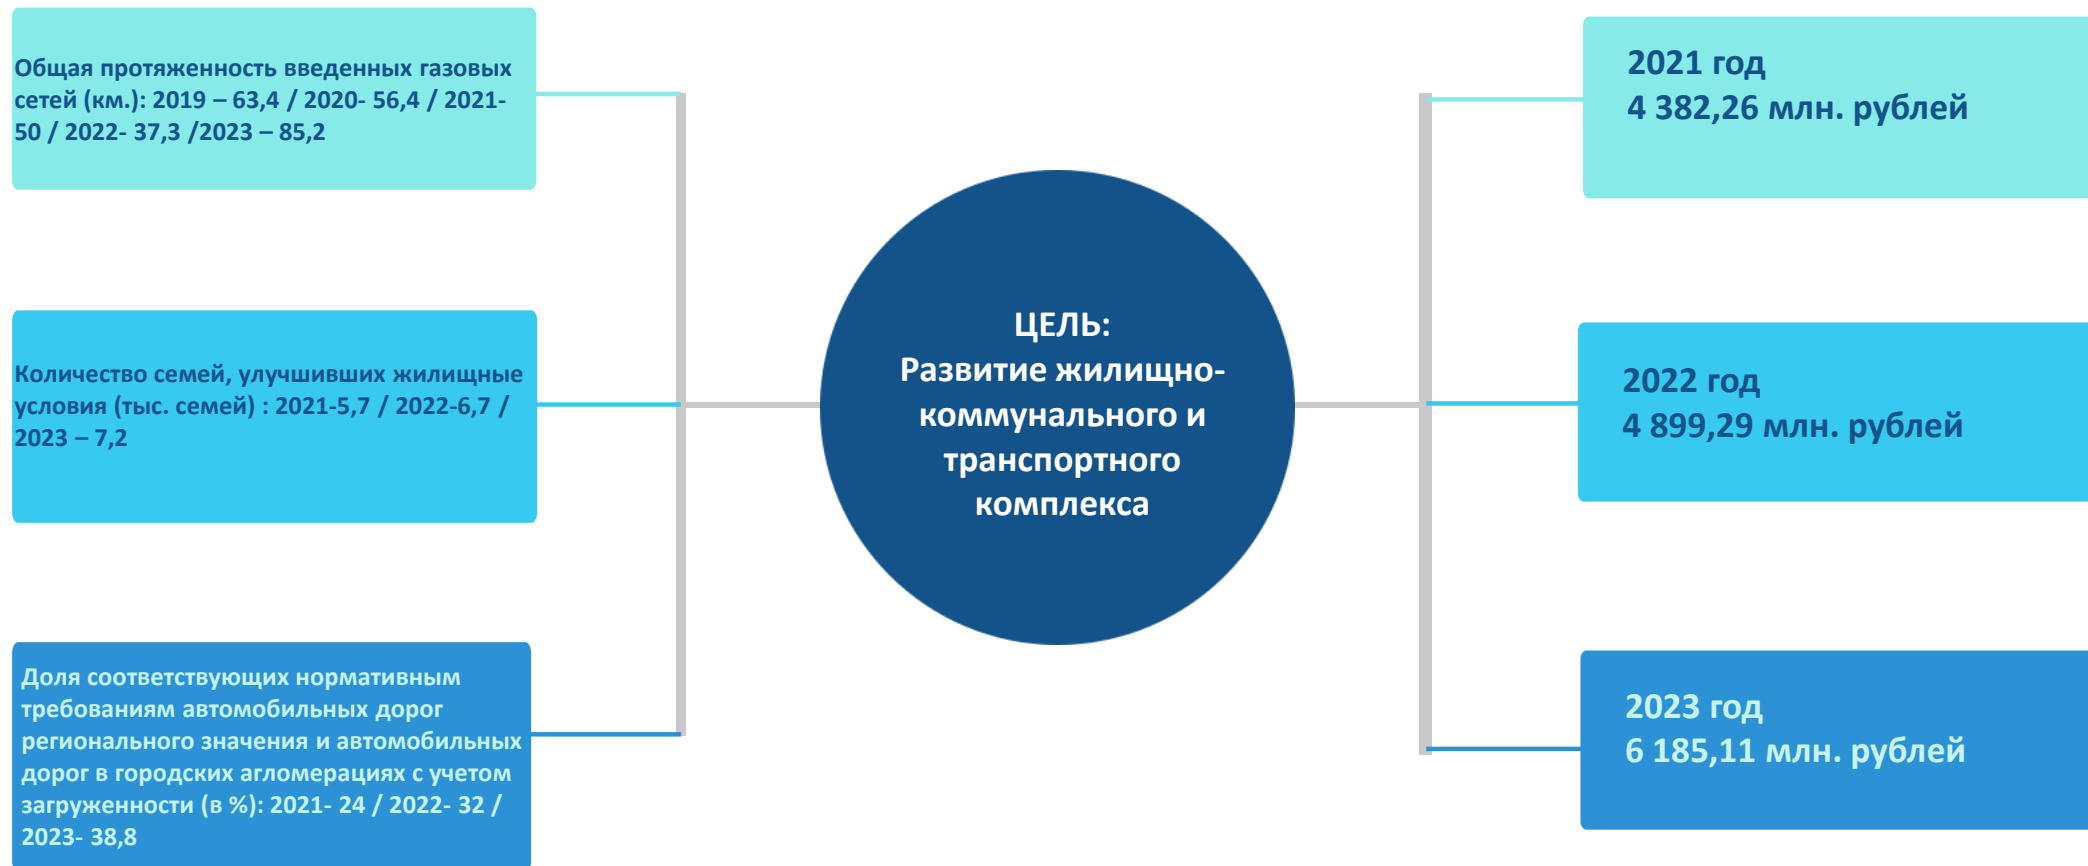 Общая протяженность введенных газовых
сетей (км.): 2019 – 63,4 / 2020- 56,4 / 2021-
50 / 2022- 37,3 /2023 – 85,2
Количество семей, улучшивших жилищные
условия (тыс. семей) : 2021-5,7 / 2022-6,7 /
2023 – 7,2
Доля соответствующих нормативным
требованиям автомобильных дорог
регионального значения и автомобильных
дорог в городских агломерациях с учетом
загруженности (в %): 2021- 24 / 2022- 32 /
2023- 38,8
ЦЕЛЬ:
Развитие жилищно-
коммунального и
транспортного
комплекса
2021 год
4 382,26 млн. рублей
2022 год
4 899,29 млн. рублей
2023 год
6 185,11 млн. рублей